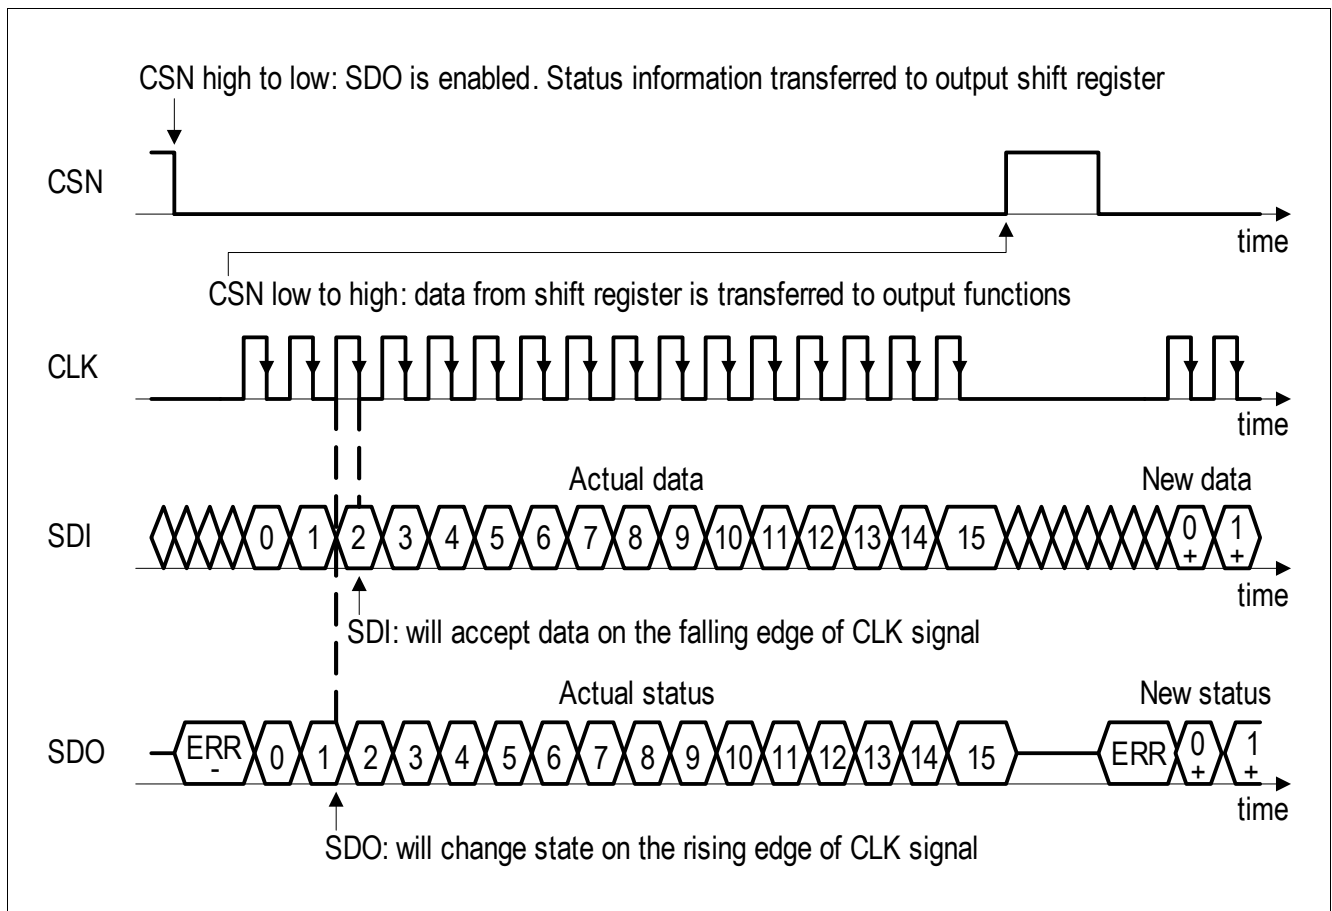 CSN high to low: SDO is enabled. Status information transferred to output shift register
CSN
time
CSN low to high: data from shift register is transferred to output functions
CLK
time
Actual data New data
SDI 0 1 2 3 4 5 6 7 8 9 10 11 12 13 14 15 0+ 1+
time
SDI: will accept data on the falling edge of CLK signal
Actual status New status
SDO ERR- 0 1 2 3 4 5 6 7 8 9 10 11 12 13 14 15 ERR 0+ 1+
time
SDO: will change state on the rising edge of CLK signal